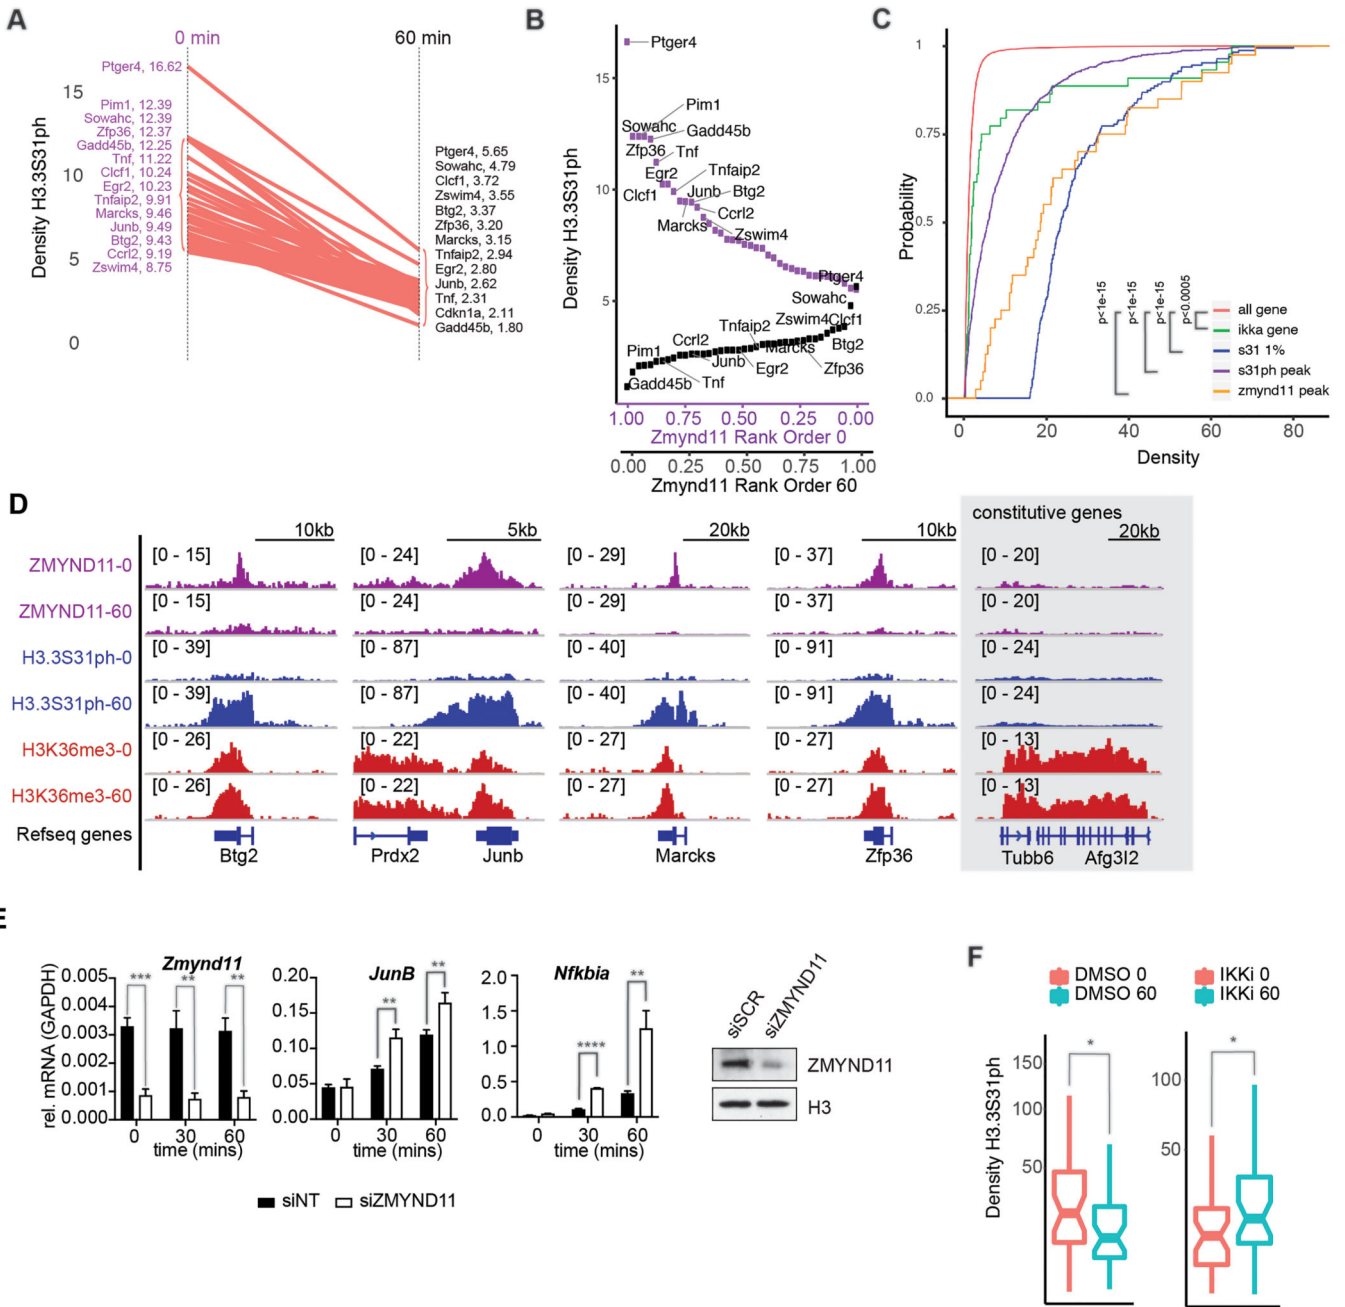 A
0 min
60 min
Density H3.3S31ph
15
10
5
0
Ptger4, 16.62
Pim1, 12.39
Sowahc, 12.39
Zfp36, 12.37
Gadd45b, 12.25
Tnf, 11.22
Clcf1, 10.24
Egr2, 10.23
Tnfaip2, 9.91
Marcks, 9.46
Junb, 9.49
Btg2, 9.43
Ccrl2, 9.19
Zswim4, 8.75
Ptger4, 5.65
Sowahc, 4.79
Clcf1, 3.72
Zswim4, 3.55
Btg2, 3.37
Zfp36, 3.20
Marcks, 3.15
Tnfaip2, 2.94
Egr2, 2.80
Junb, 2.62
Tnf, 2.31
Cdkn1a, 2.11
Gadd45b, 1.80
B
Density H3.3S31ph
15
10
5
Ptger4
Pim1
Sowahc
Gadd45b
Zfp36
Tnf
Egr2
Tnfaip2
Clcf1
Junb
Btg2
Ccrl2
Marcks
Zswim4
Ptger4
Sowahc
Zswim4
Clcf1
Tnfaip2
Ccrl2
Pim1
Marcks
Btg2
Junb
Egr2
Zfp36
Gadd45b
Tnf
1.00 0.75 0.50 0.25 0.00
Zmynd11 Rank Order 0
0.00 0.25 0.50 0.75 1.00
Zmynd11 Rank Order 60
C
Probability
1
0.75
0.5
0.25
0.0
p<1e-15
p<1e-15
p<1e-15
p<0.0005
all gene
ikka gene
s31 1%
s31ph peak
zmynd11 peak
0 20 40 60 80
Density
D
constitutive genes
10kb 5kb 20kb 10kb 20kb
ZMYND11-0 [0 - 15] [0 - 24] [0 - 29] [0 - 37] [0 - 20]
ZMYND11-60 [0 - 15] [0 - 24] [0 - 29] [0 - 37] [0 - 20]
H3.3S31ph-0 [0 - 39] [0 - 87] [0 - 40] [0 - 91] [0 - 24]
H3.3S31ph-60 [0 - 39] [0 - 87] [0 - 40] [0 - 91] [0 - 24]
H3K36me3-0 [0 - 26] [0 - 22] [0 - 27] [0 - 27] [0 - 13]
H3K36me3-60 [0 - 26] [0 - 22] [0 - 27] [0 - 27] [0 - 13]
Refseq genes
Btg2 Prdx2 Junb Marcks Zfp36 Tubb6 Afg3l2
E
rel. mRNA (GAPDH)
Zmynd11
0.005
0.004
0.003
0.002
0.001
0.000
*** ** **
0 30 60
time (mins)
JunB
0.20
0.15
0.10
0.05
0.00
** **
0 30 60
time (mins)
Nfkbia
2.0
1.5
1.0
0.5
0.0
**** **
0 30 60
time (mins)
siNT siZMYND11
siSCR
siZMYND11
ZMYND11
H3
F
DMSO 0
DMSO 60
IKKi 0
IKKi 60
Density H3.3S31ph
150
100
50
*
100
50
*